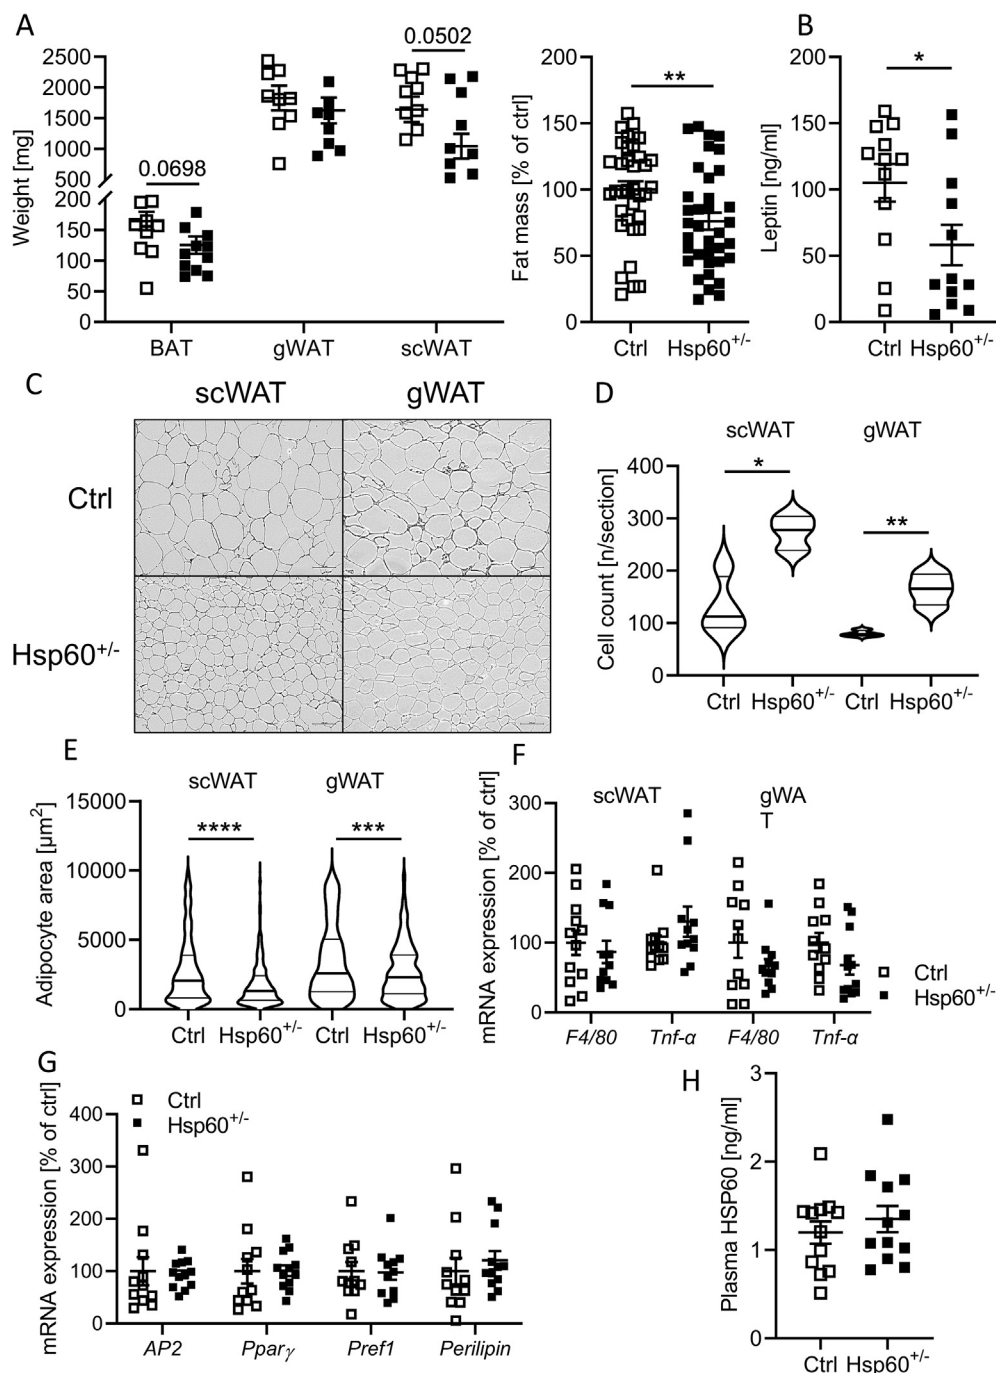 A
Weight [mg]
2500
2000
1500
1000
500
200
150
100
50
0
0.0698
0.0502
BAT
gWAT
scWAT
Fat mass [% of ctrl]
200
150
100
50
0
**
Ctrl
Hsp60+/-
B
Leptin [ng/ml]
200
150
100
50
0
*
Ctrl
Hsp60+/-
C
scWAT
gWAT
Ctrl
Hsp60+/-
D
scWAT
gWAT
Cell count [n/section]
400
300
200
100
0
*
**
Ctrl
Hsp60+/-
Ctrl
Hsp60+/-
E
scWAT
gWAT
Adipocyte area [µm2]
15000
10000
5000
0
****
***
Ctrl
Hsp60+/-
Ctrl
Hsp60+/-
F
scWAT
gWA
T
mRNA expression [% of ctrl]
300
200
100
0
F4/80
Tnf-α
F4/80
Tnf-α
Ctrl
Hsp60+/-
G
Ctrl
Hsp60+/-
mRNA expression [% of ctrl]
400
300
200
100
0
AP2
Pparγ
Pref1
Perilipin
H
Plasma HSP60 [ng/ml]
3
2
1
0
Ctrl
Hsp60+/-